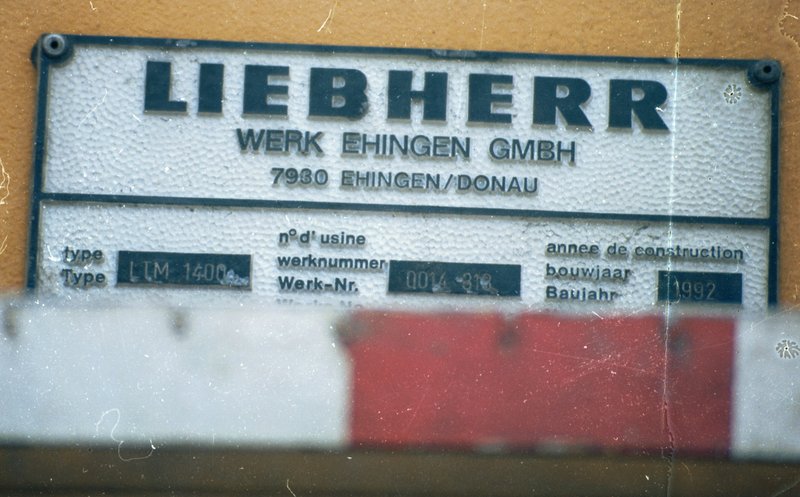 LIEBHERR
WERK EHINGEN GMBH
7930 EHINGEN/DONAU
n° d'usine
type werknummer annee de construction
Type LTM 1400 Werk-Nr. bouwjaar
Baujahr 1992